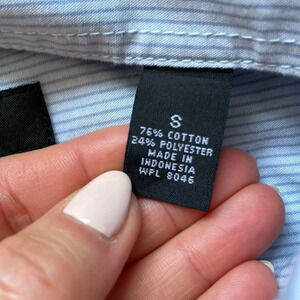 S
76% COTTON
24% POLYESTER
MADE IN
INDONESIA
WPL 8046